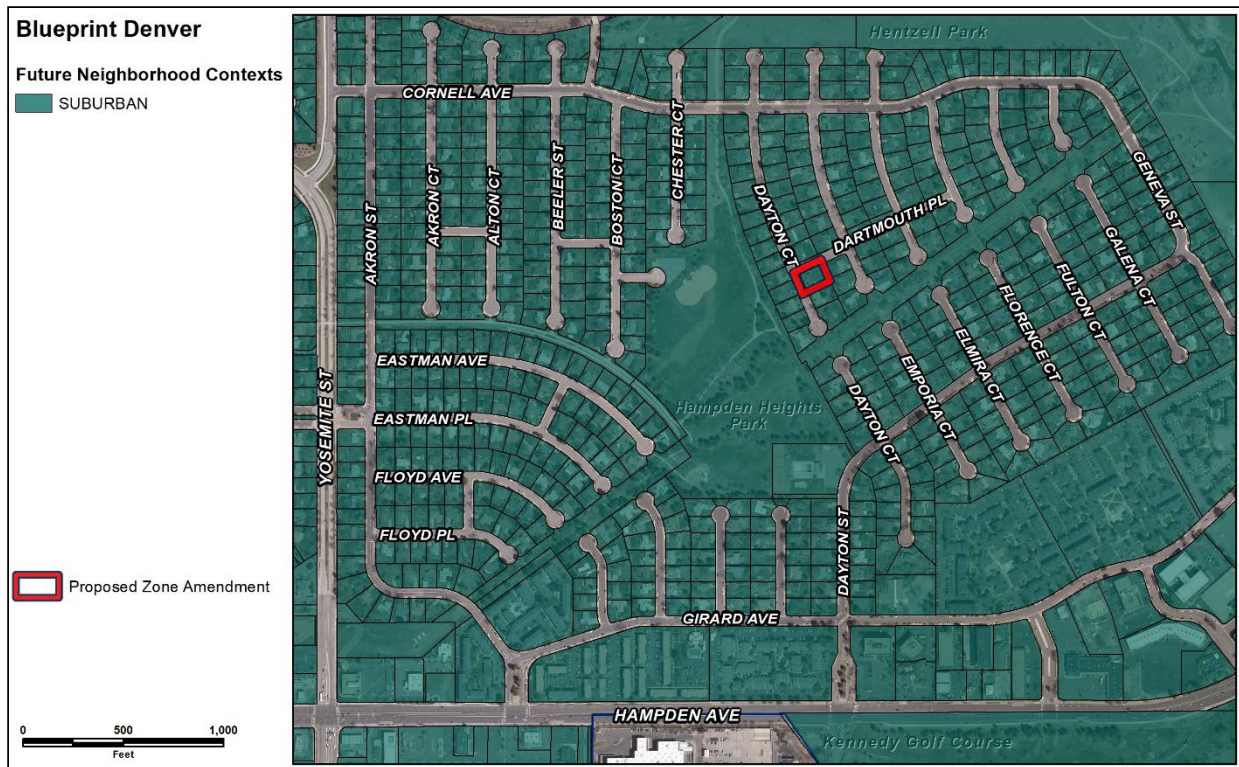 Blueprint Denver
Future Neighborhood Contexts
SUBURBAN
Proposed Zone Amendment
0 500 1,000
Feet
Hentzell Park
CORNELL AVE
AKRON ST
AKRON CT
ALTON CT
BEELER ST
BOSTON CT
CHESTER CT
DAYTON CT
DARTMOUTH PL
GENEVA ST
GALENA CT
FULTON CT
FLORENCE CT
ELMIRA CT
EMPORIA CT
DAYTON CT
EASTMAN AVE
EASTMAN PL
FLOYD AVE
FLOYD PL
YOSEMITE ST
Hampden Heights
Park
DAYTON ST
GIRARD AVE
HAMPDEN AVE
Kennedy Golf Course